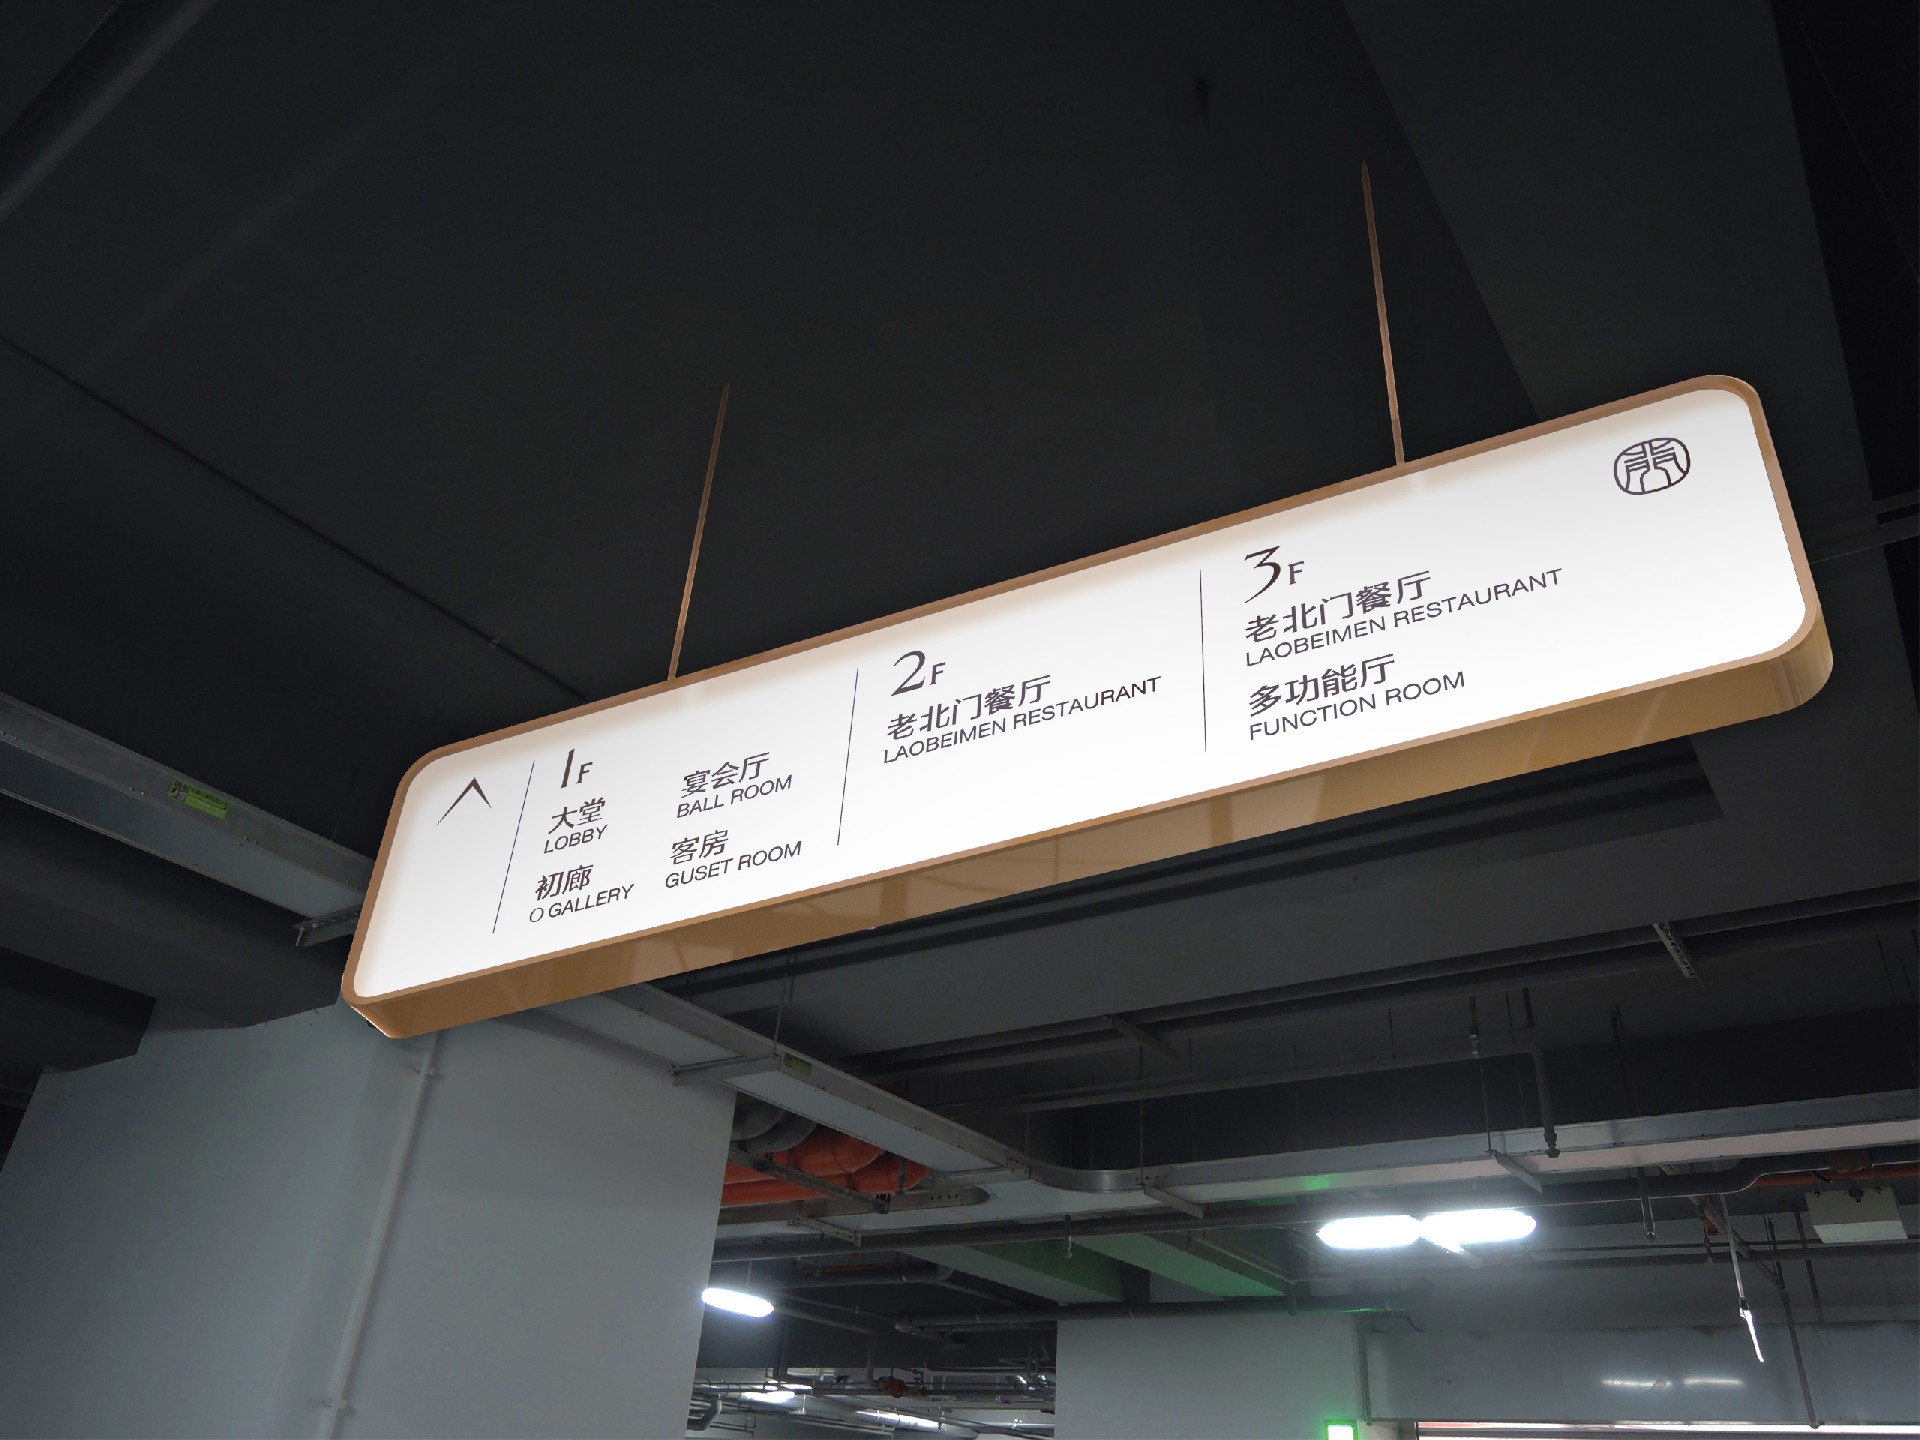 1F
大堂
LOBBY
初廊
O GALLERY
宴会厅
BALL ROOM
客房
GUSET ROOM
2F
老北门餐厅
LAOBEIMEN RESTAURANT
3F
老北门餐厅
LAOBEIMEN RESTAURANT
多功能厅
FUNCTION ROOM